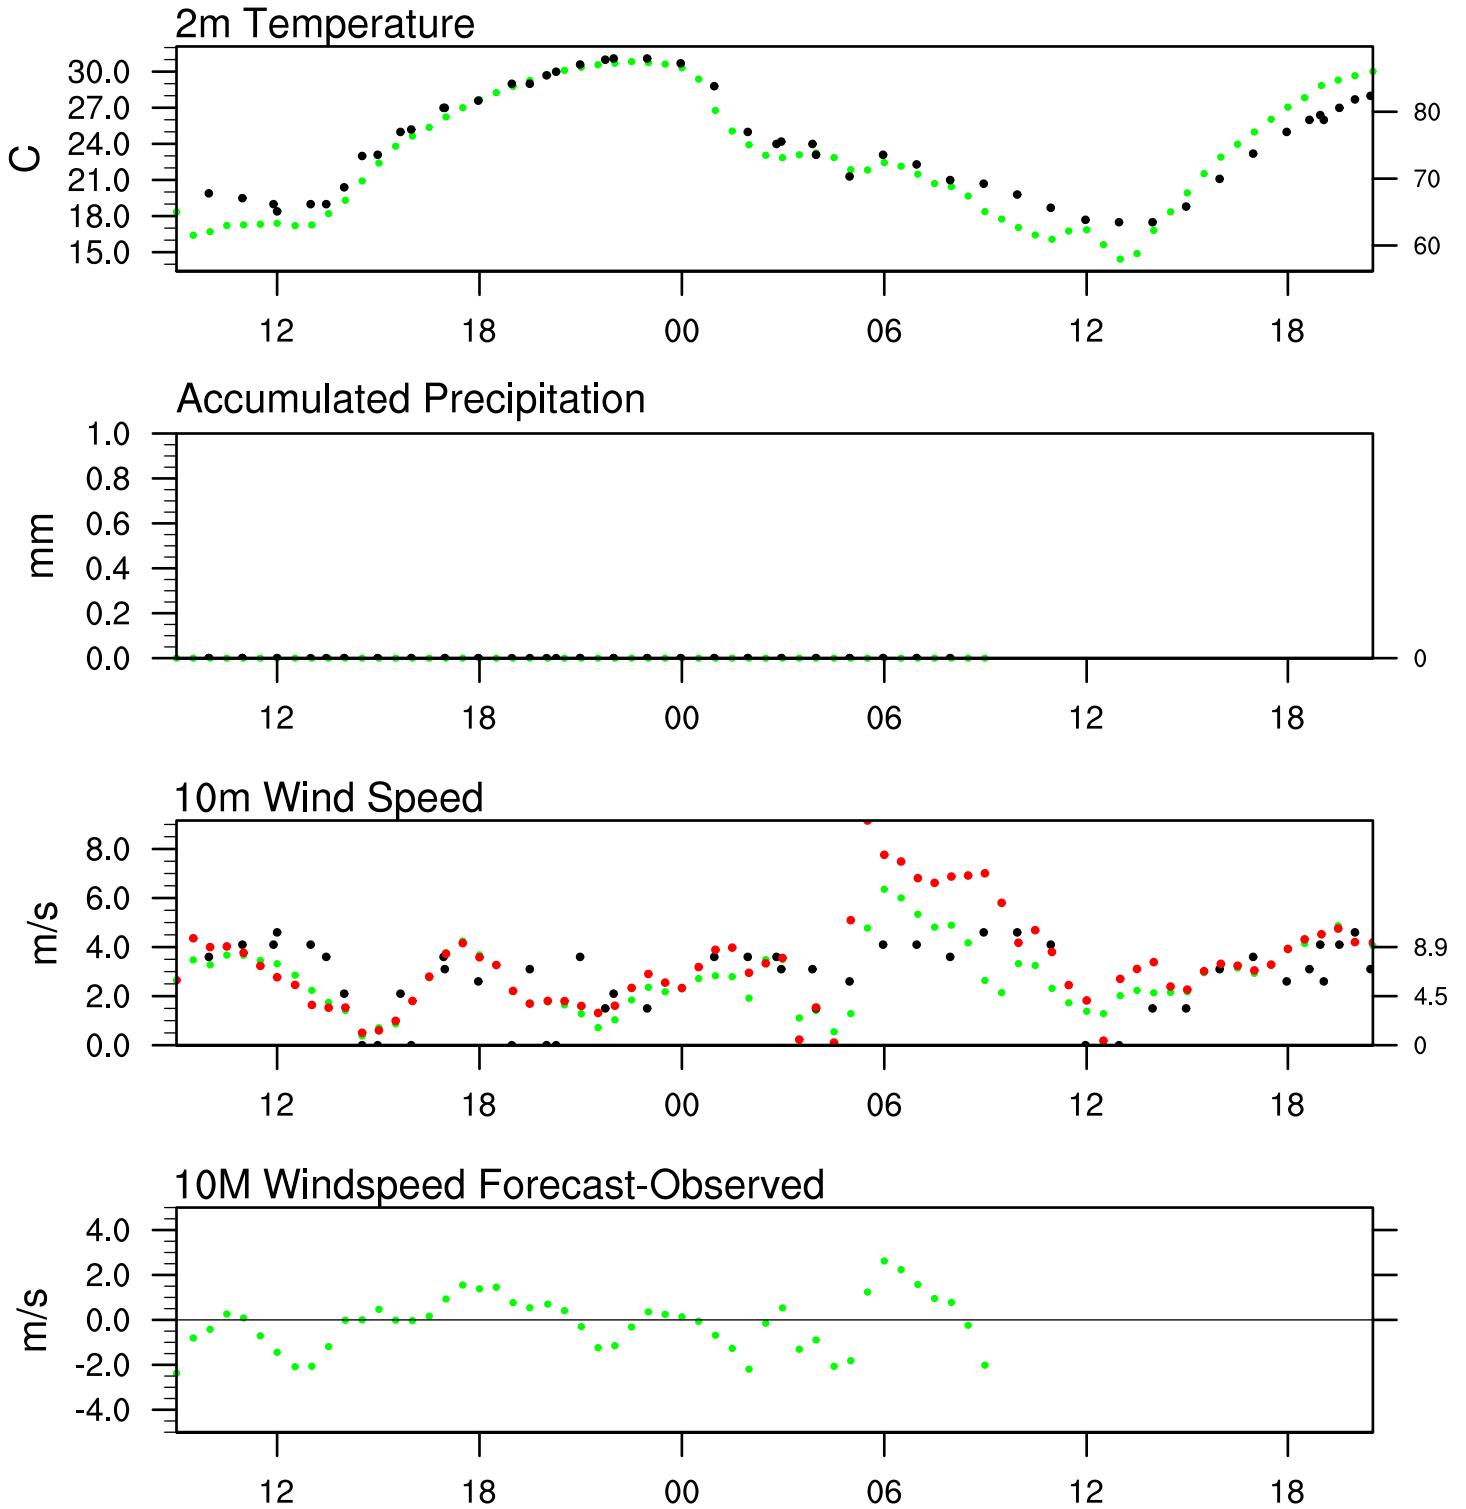 2m Temperature
30.0
27.0
24.0
21.0
18.0
15.0
C
80
70
60
12 18 00 06 12 18
Accumulated Precipitation
1.0
0.8
0.6
0.4
0.2
0.0
mm
0
12 18 00 06 12 18
10m Wind Speed
8.0
6.0
4.0
2.0
0.0
m/s
8.9
4.5
0
12 18 00 06 12 18
10M Windspeed Forecast-Observed
4.0
2.0
0.0
-2.0
-4.0
m/s
12 18 00 06 12 18